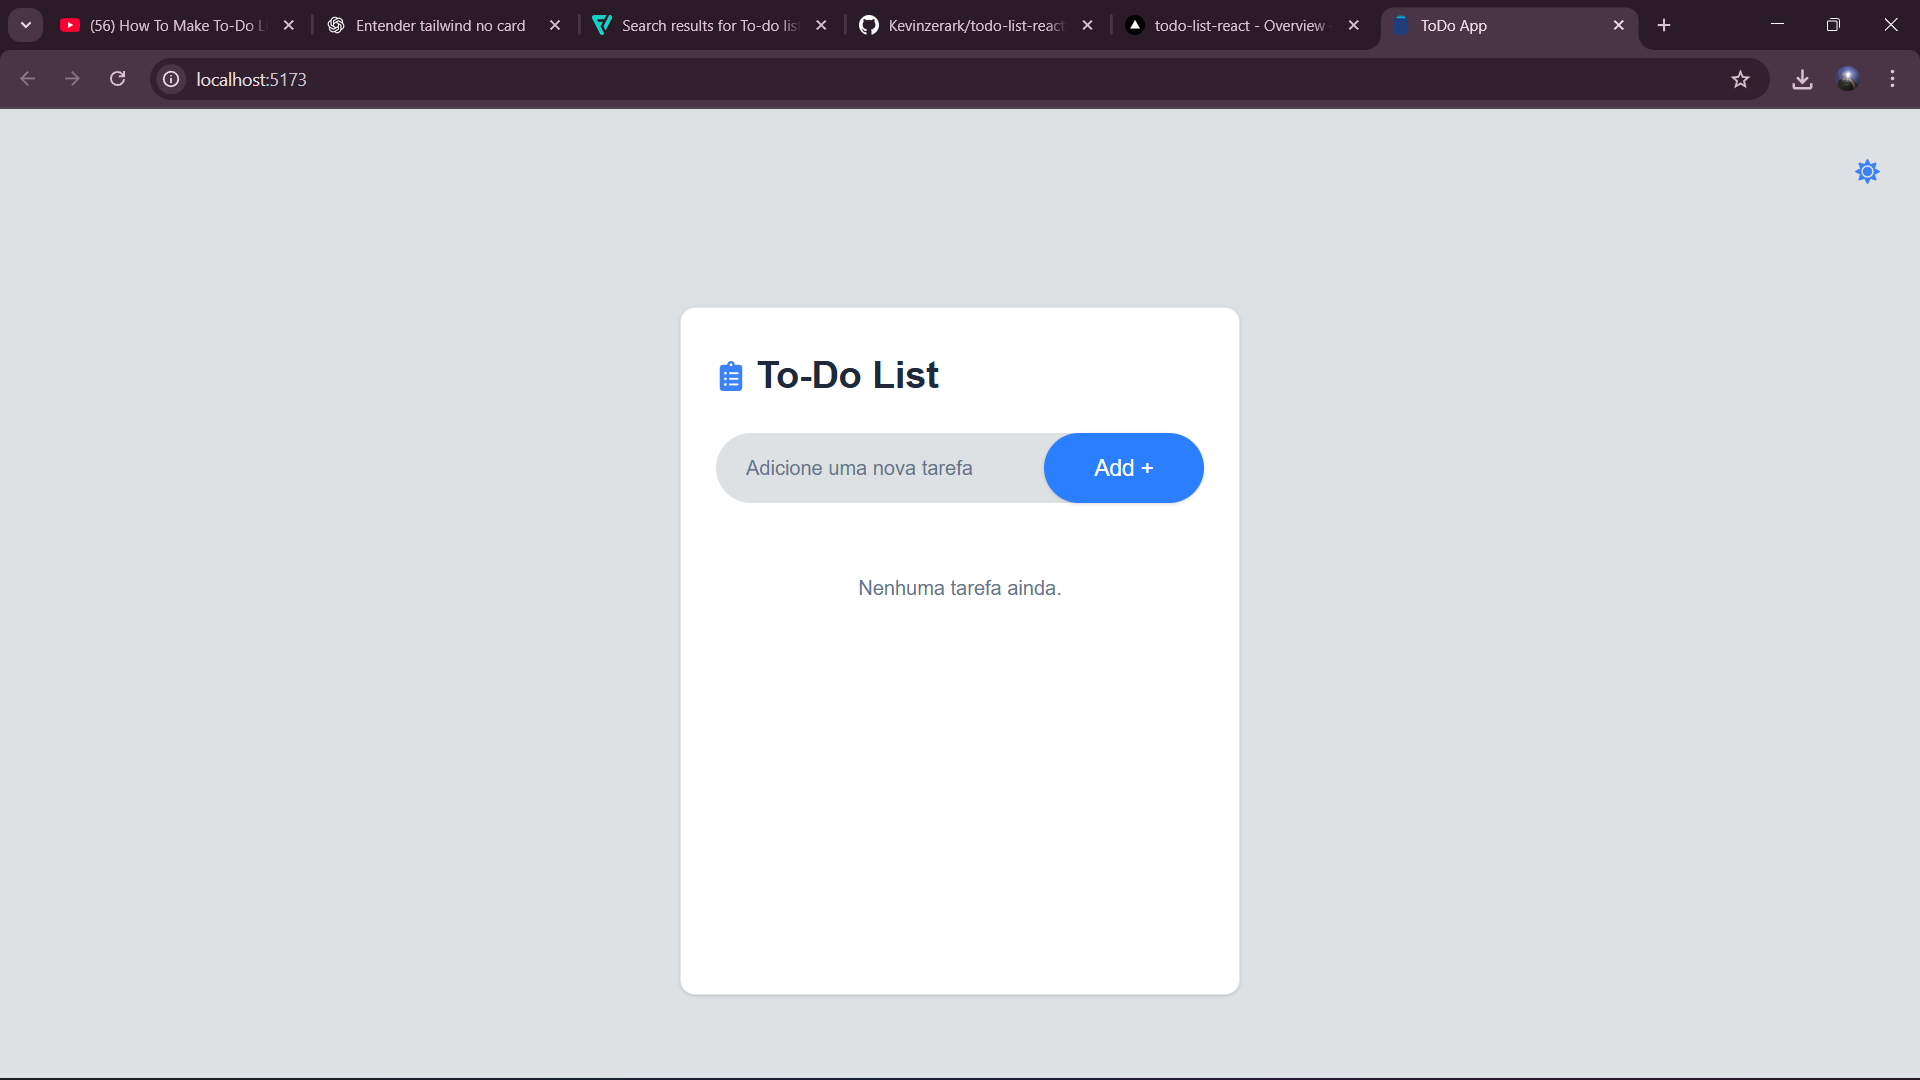 (56) How To Make To-Do Li
Entender tailwind no card
Search results for To-do lis
Kevinzerark/todo-list-react
todo-list-react - Overview -
ToDo App
localhost:5173
To-Do List
Adicione uma nova tarefa
Add +
Nenhuma tarefa ainda.